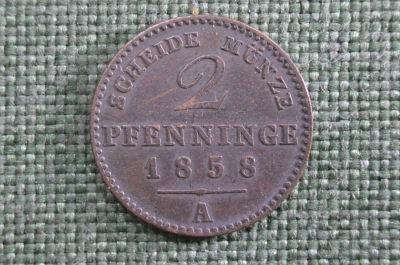 SCHEIDE MÜNZE
2
PFENNINGE
1858
A